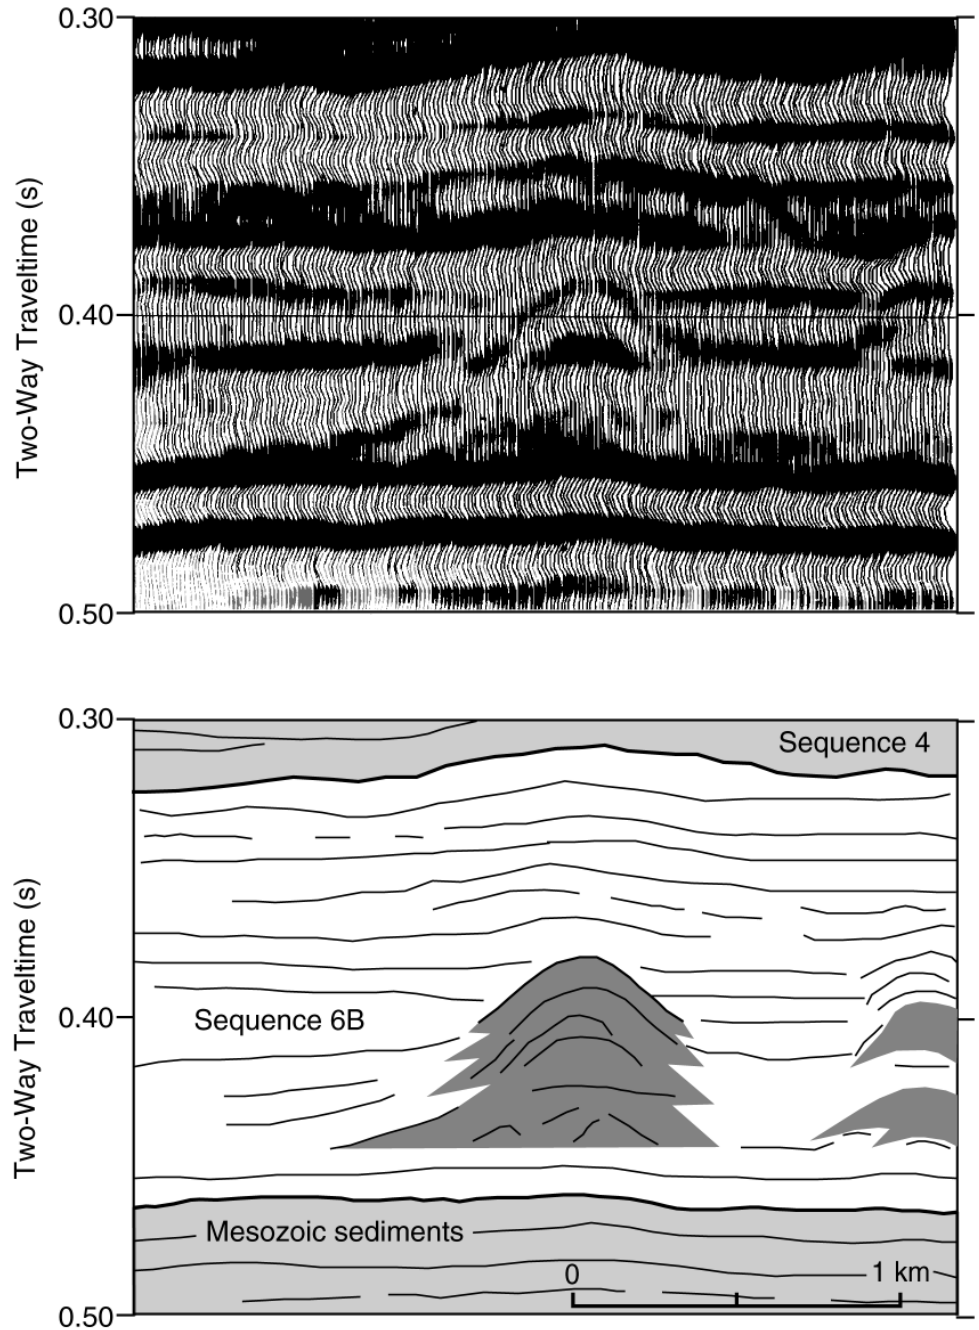 0.30
Two-Way Traveltime (s)
0.40
0.50
0.30
Sequence 4
Two-Way Traveltime (s)
Sequence 6B
0.40
Mesozoic sediments
0
1 km
0.50